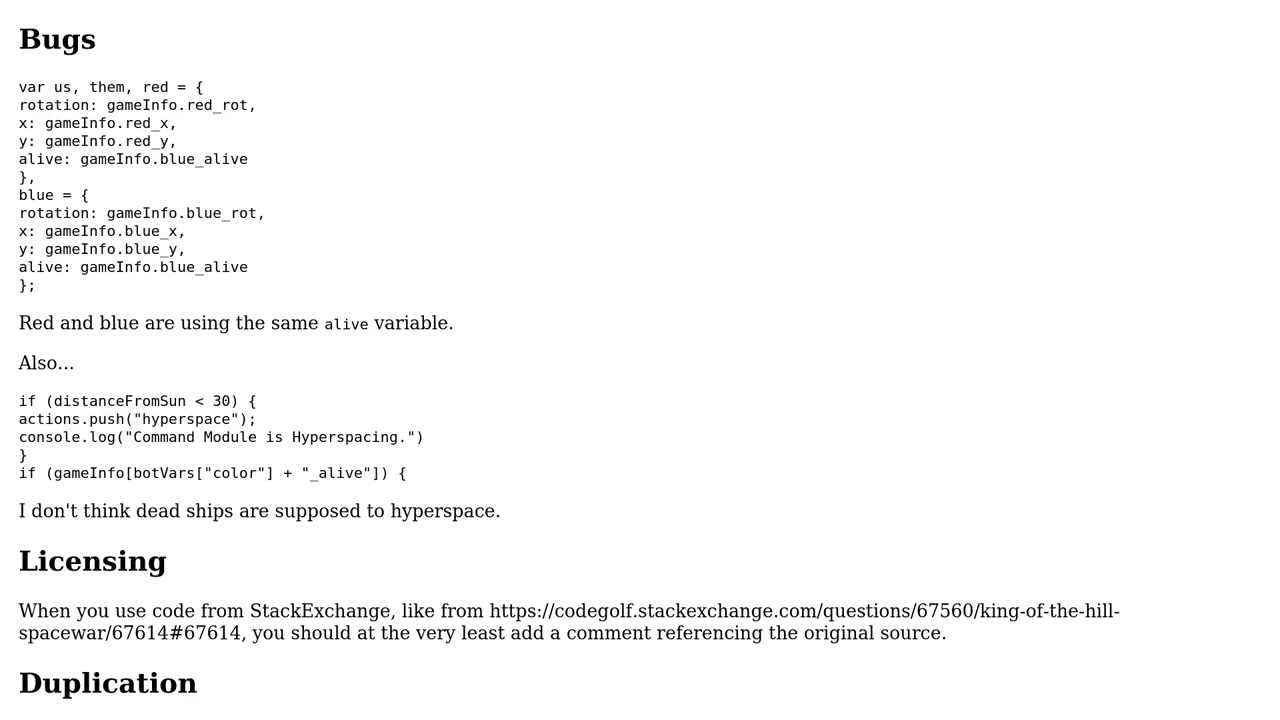 Bugs
var us, them, red = {
rotation: gameInfo.red_rot,
x: gameInfo.red_x,
y: gameInfo.red_y,
alive: gameInfo.blue_alive
},
blue = {
rotation: gameInfo.blue_rot,
x: gameInfo.blue_x,
y: gameInfo.blue_y,
alive: gameInfo.blue_alive
};
Red and blue are using the same alive variable.
Also...
if (distanceFromSun < 30) {
actions.push("hyperspace");
console.log("Command Module is Hyperspacing.")
}
if (gameInfo[botVars["color"] + "_alive"]) {
I don't think dead ships are supposed to hyperspace.
Licensing
When you use code from StackExchange, like from https://codegolf.stackexchange.com/questions/67560/king-of-the-hill-
spacewar/67614#67614, you should at the very least add a comment referencing the original source.
Duplication